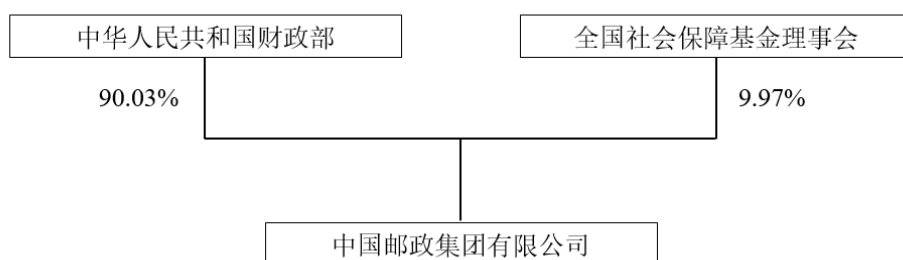 中华人民共和国财政部
全国社会保障基金理事会
90.03%
9.97%
中国邮政集团有限公司